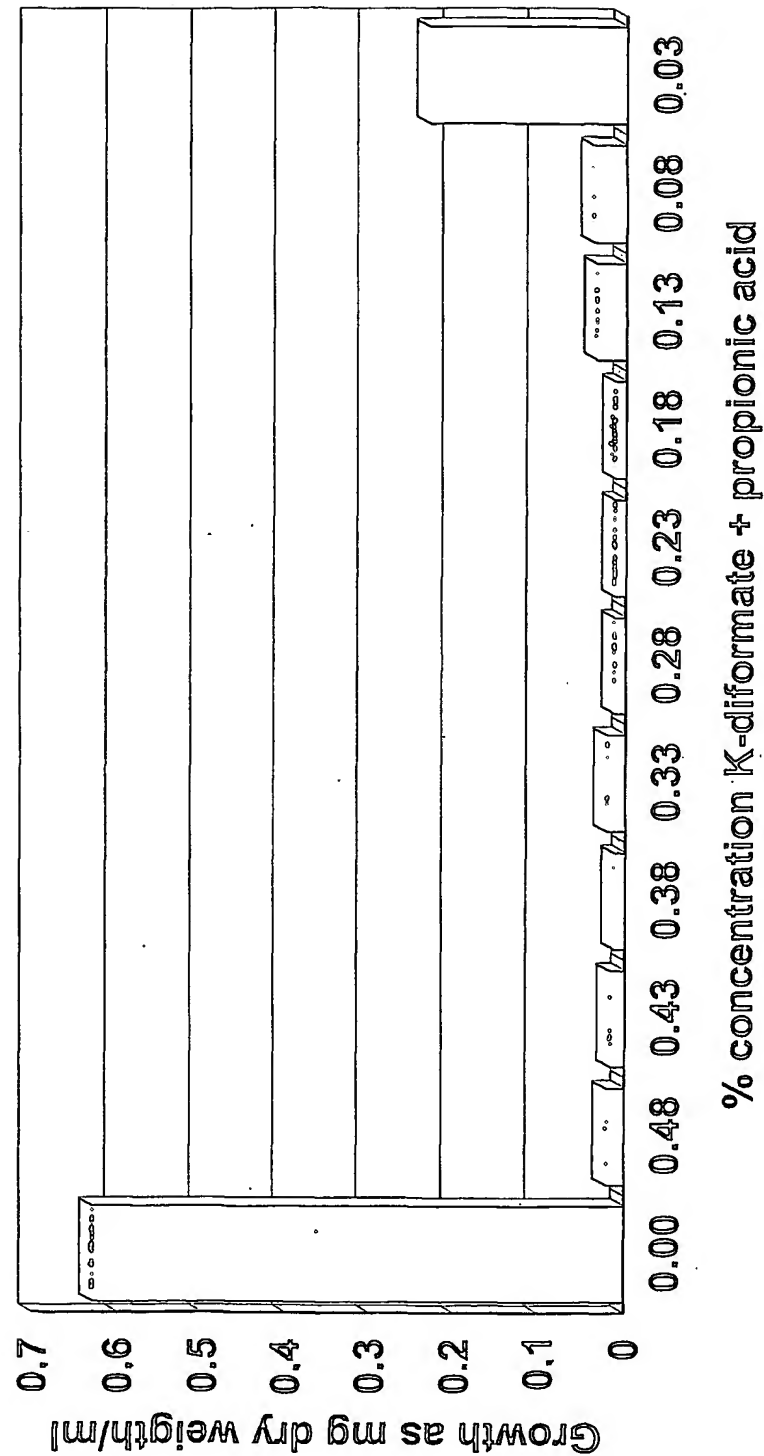 Growth as mg dry weigth/ml
0,7
0,6
0,5
0,4
0,3
0,2
0,1
0
0.00 0.48 0.43 0.38 0.33 0.28 0.23 0.18 0.13 0.08 0.03
% concentration K-diformate + propionic acid